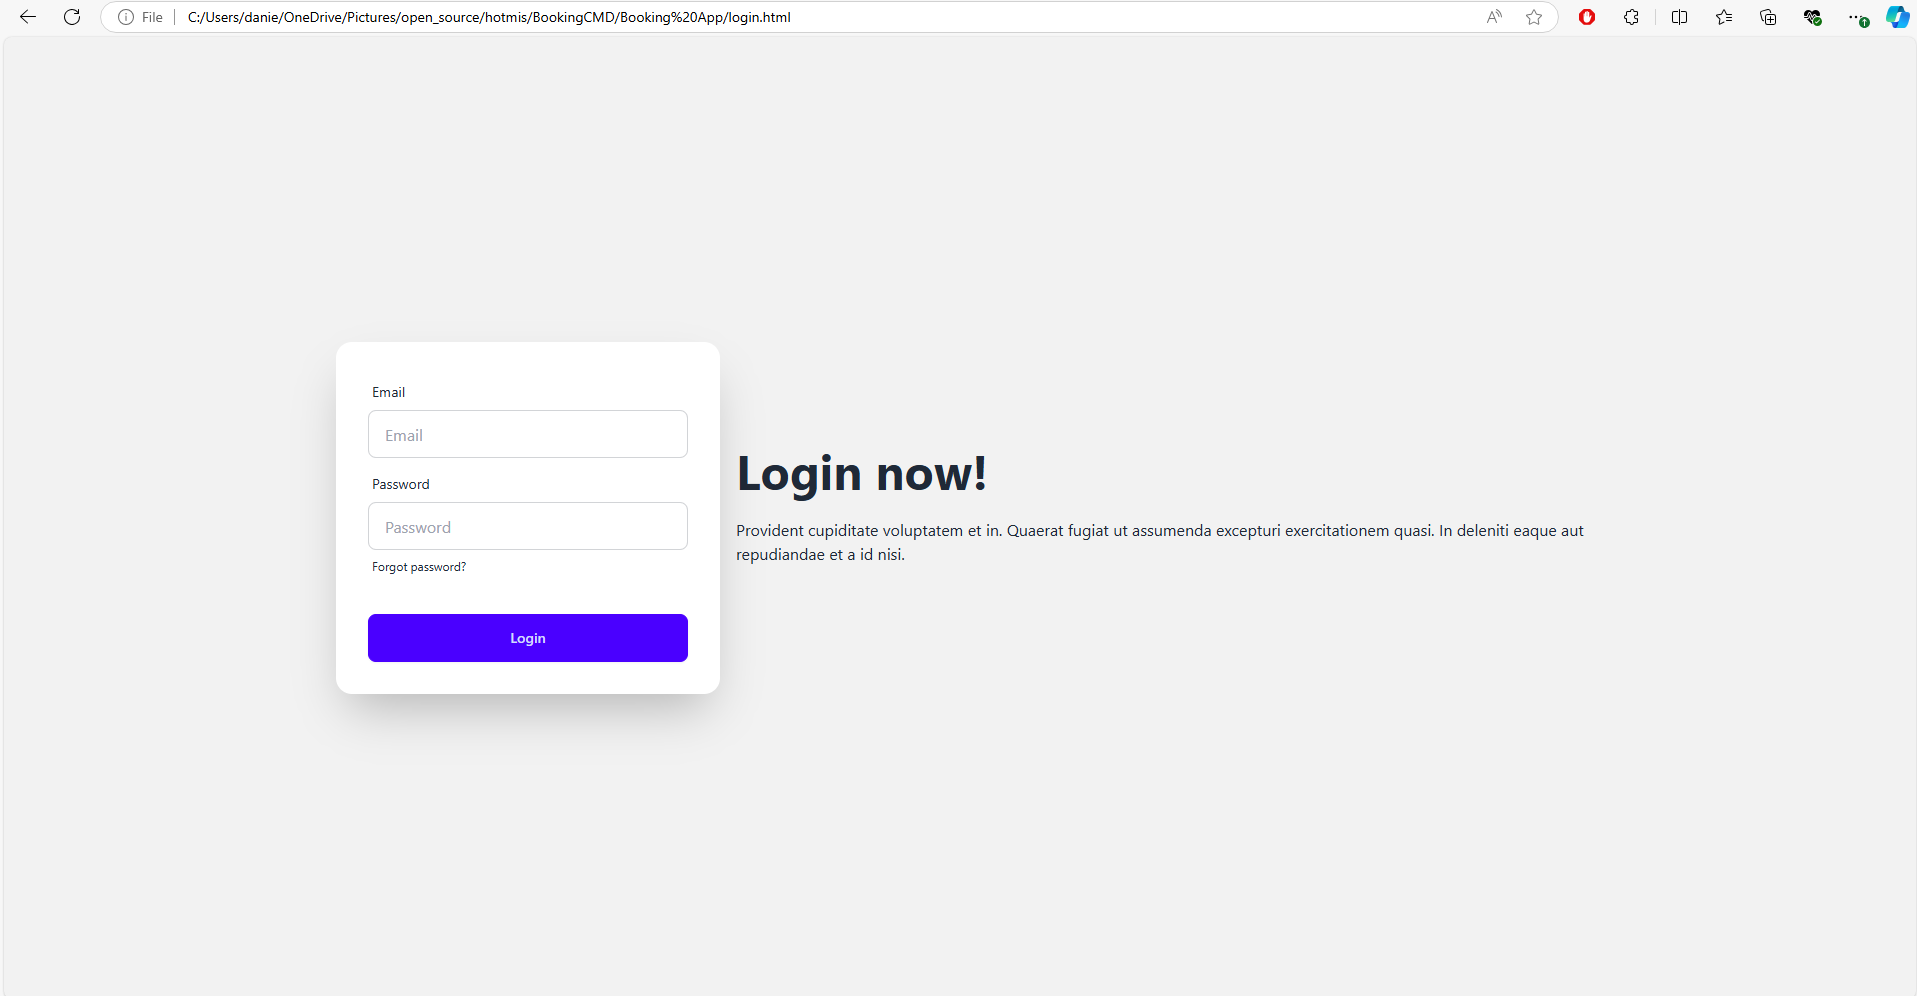 File
C:/Users/danie/OneDrive/Pictures/open_source/hotmis/BookingCMD/Booking%20App/login.html
Email
Email
Password
Password
Forgot password?
Login
Login now!
Provident cupiditate voluptatem et in. Quaerat fugiat ut assumenda excepturi exercitationem quasi. In deleniti eaque aut
repudiandae et a id nisi.